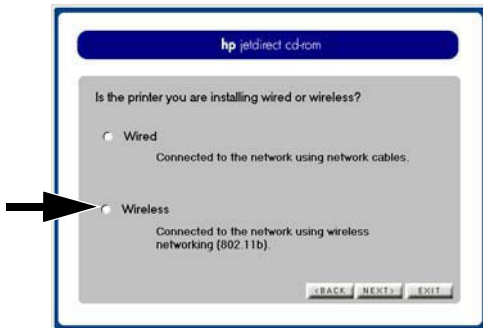 hp jetdirect cd-rom
Is the printer you are installing wired or wireless?
Wired
Connected to the network using network cables.
Wireless
Connected to the network using wireless
networking (802.11b).
<BACK NEXT> EXIT